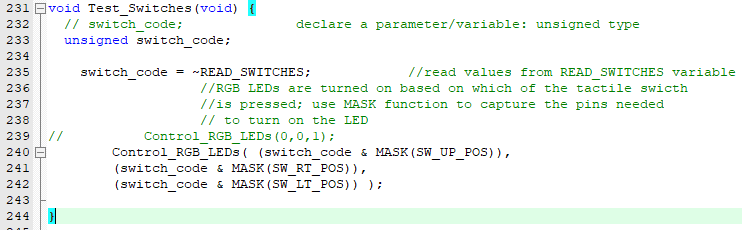 231 void Test_Switches(void) {
232 // switch_code; declare a parameter/variable: unsigned type
233 unsigned switch_code;
234
235 switch_code = ~READ_SWITCHES; //read values from READ_SWITCHES variable
236 //RGB LEDs are turned on based on which of the tactile swicth
237 //is pressed; use MASK function to capture the pins needed
238 // to turn on the LED
239 // Control_RGB_LEDs(0,0,1);
240 Control_RGB_LEDs( (switch_code & MASK(SW_UP_POS)),
241 (switch_code & MASK(SW_RT_POS)),
242 (switch_code & MASK(SW_LT_POS)) );
243
244 }